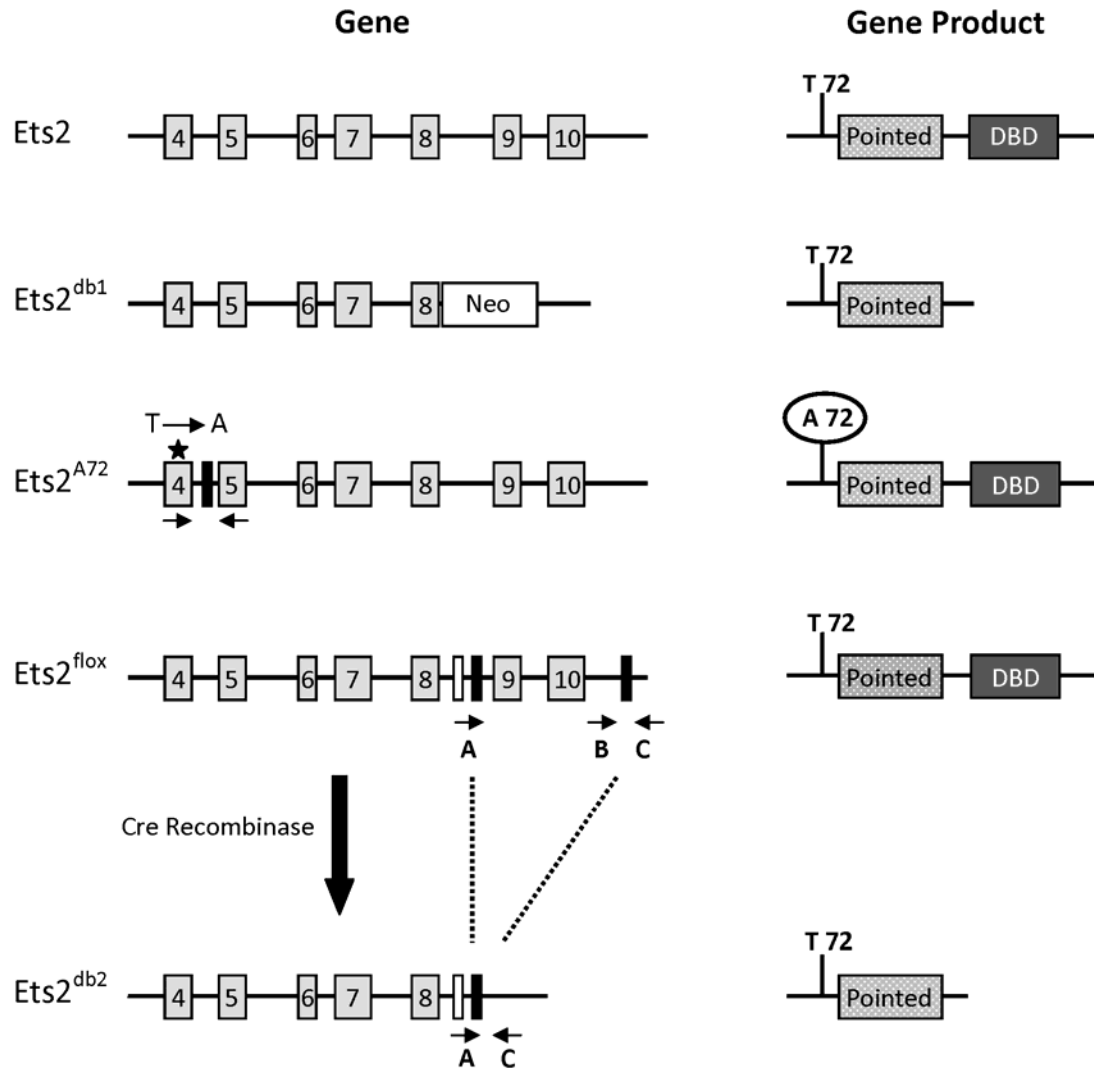 Gene Gene Product
T 72
Ets2 4 5 6 7 8 9 10 Pointed DBD
T 72
Ets2db1 4 5 6 7 8 Neo Pointed
T A A 72
Ets2A72 4 5 6 7 8 9 10 Pointed DBD
T 72
Ets2flox 4 5 6 7 8 9 10 Pointed DBD
A B C
Cre Recombinase
T 72
Ets2db2 4 5 6 7 8 Pointed
A C